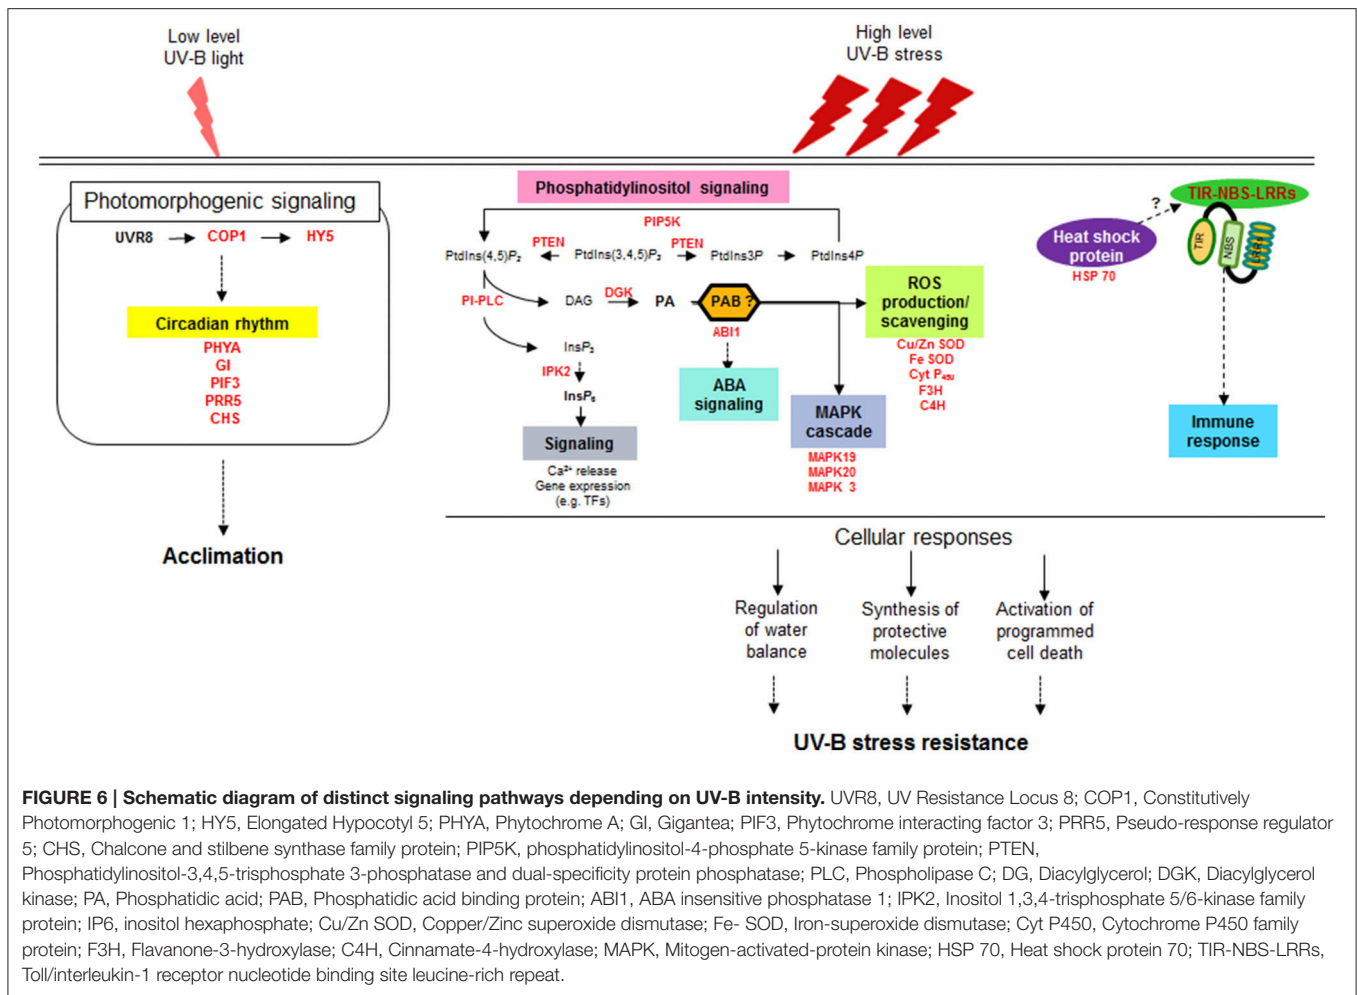 Low level
UV-B light
High level
UV-B stress
Photomorphogenic signaling
UVR8 COP1 HY5
Circadian rhythm
PHYA
GI
PIF3
PRR5
CHS
Acclimation
Phosphatidylinositol signaling
PIP5K
PTEN PTEN
PtdIns(4,5)P₂ PtdIns(3,4,5)P₃ PtdIns3P PtdIns4P
PI-PLC DAG DGK PA PAB ?
ABI1
InsP₃
IPK2
InsP₆
Signaling
Ca²⁺ release
Gene expression
(e.g. TFs)
ABA
signaling
MAPK
cascade
MAPK19
MAPK20
MAPK 3
ROS
production/
scavenging
Cu/Zn SOD
Fe SOD
Cyt P₄₅₀
F3H
C4H
TIR-NBS-LRRs
?
Heat shock
protein
HSP 70
TIR
NBS
Immune
response
Cellular responses
Regulation
of water
balance
Synthesis of
protective
molecules
Activation of
programmed
cell death
UV-B stress resistance
FIGURE 6 | Schematic diagram of distinct signaling pathways depending on UV-B intensity. UVR8, UV Resistance Locus 8; COP1, Constitutively
Photomorphogenic 1; HY5, Elongated Hypocotyl 5; PHYA, Phytochrome A; GI, Gigantea; PIF3, Phytochrome interacting factor 3; PRR5, Pseudo-response regulator
5; CHS, Chalcone and stilbene synthase family protein; PIP5K, phosphatidylinositol-4-phosphate 5-kinase family protein; PTEN,
Phosphatidylinositol-3,4,5-trisphosphate 3-phosphatase and dual-specificity protein phosphatase; PLC, Phospholipase C; DG, Diacylglycerol; DGK, Diacylglycerol
kinase; PA, Phosphatidic acid; PAB, Phosphatidic acid binding protein; ABI1, ABA insensitive phosphatase 1; IPK2, Inositol 1,3,4-trisphosphate 5/6-kinase family
protein; IP6, inositol hexaphosphate; Cu/Zn SOD, Copper/Zinc superoxide dismutase; Fe- SOD, Iron-superoxide dismutase; Cyt P450, Cytochrome P450 family
protein; F3H, Flavanone-3-hydroxylase; C4H, Cinnamate-4-hydroxylase; MAPK, Mitogen-activated-protein kinase; HSP 70, Heat shock protein 70; TIR-NBS-LRRs,
Toll/interleukin-1 receptor nucleotide binding site leucine-rich repeat.